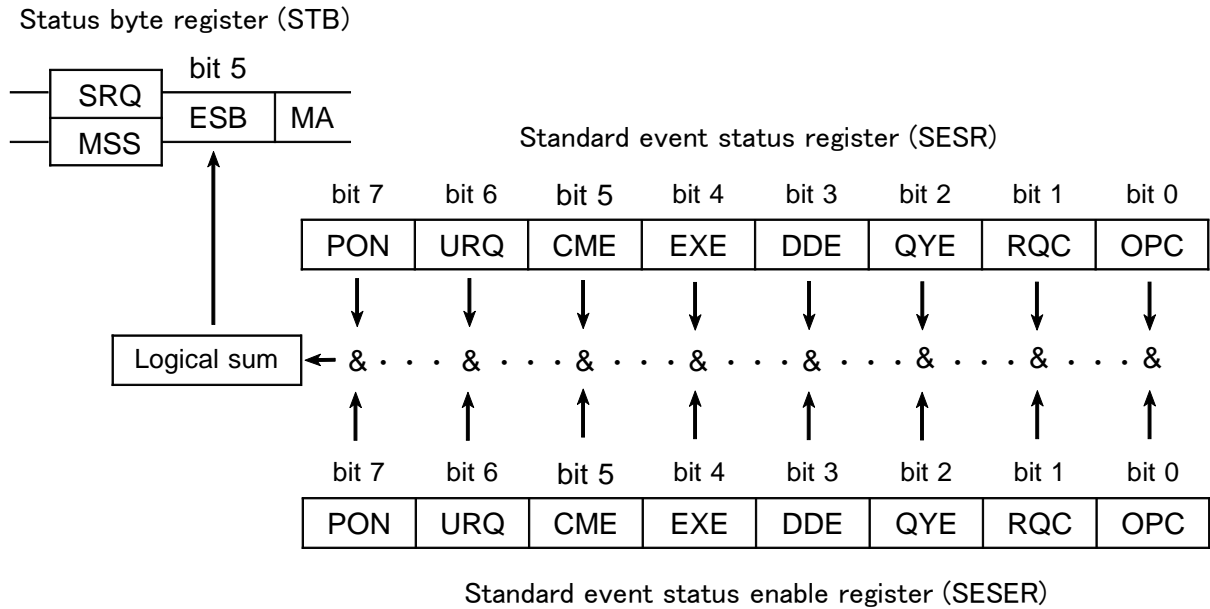 Status byte register (STB)
bit 5
SRQ
MSS
ESB
MA
Standard event status register (SESR)
bit 7 bit 6 bit 5 bit 4 bit 3 bit 2 bit 1 bit 0
PON URQ CME EXE DDE QYE RQC OPC
Logical sum
& · · · & · · · & · · · & · · · & · · · & · · · & · · · &
bit 7 bit 6 bit 5 bit 4 bit 3 bit 2 bit 1 bit 0
PON URQ CME EXE DDE QYE RQC OPC
Standard event status enable register (SESER)